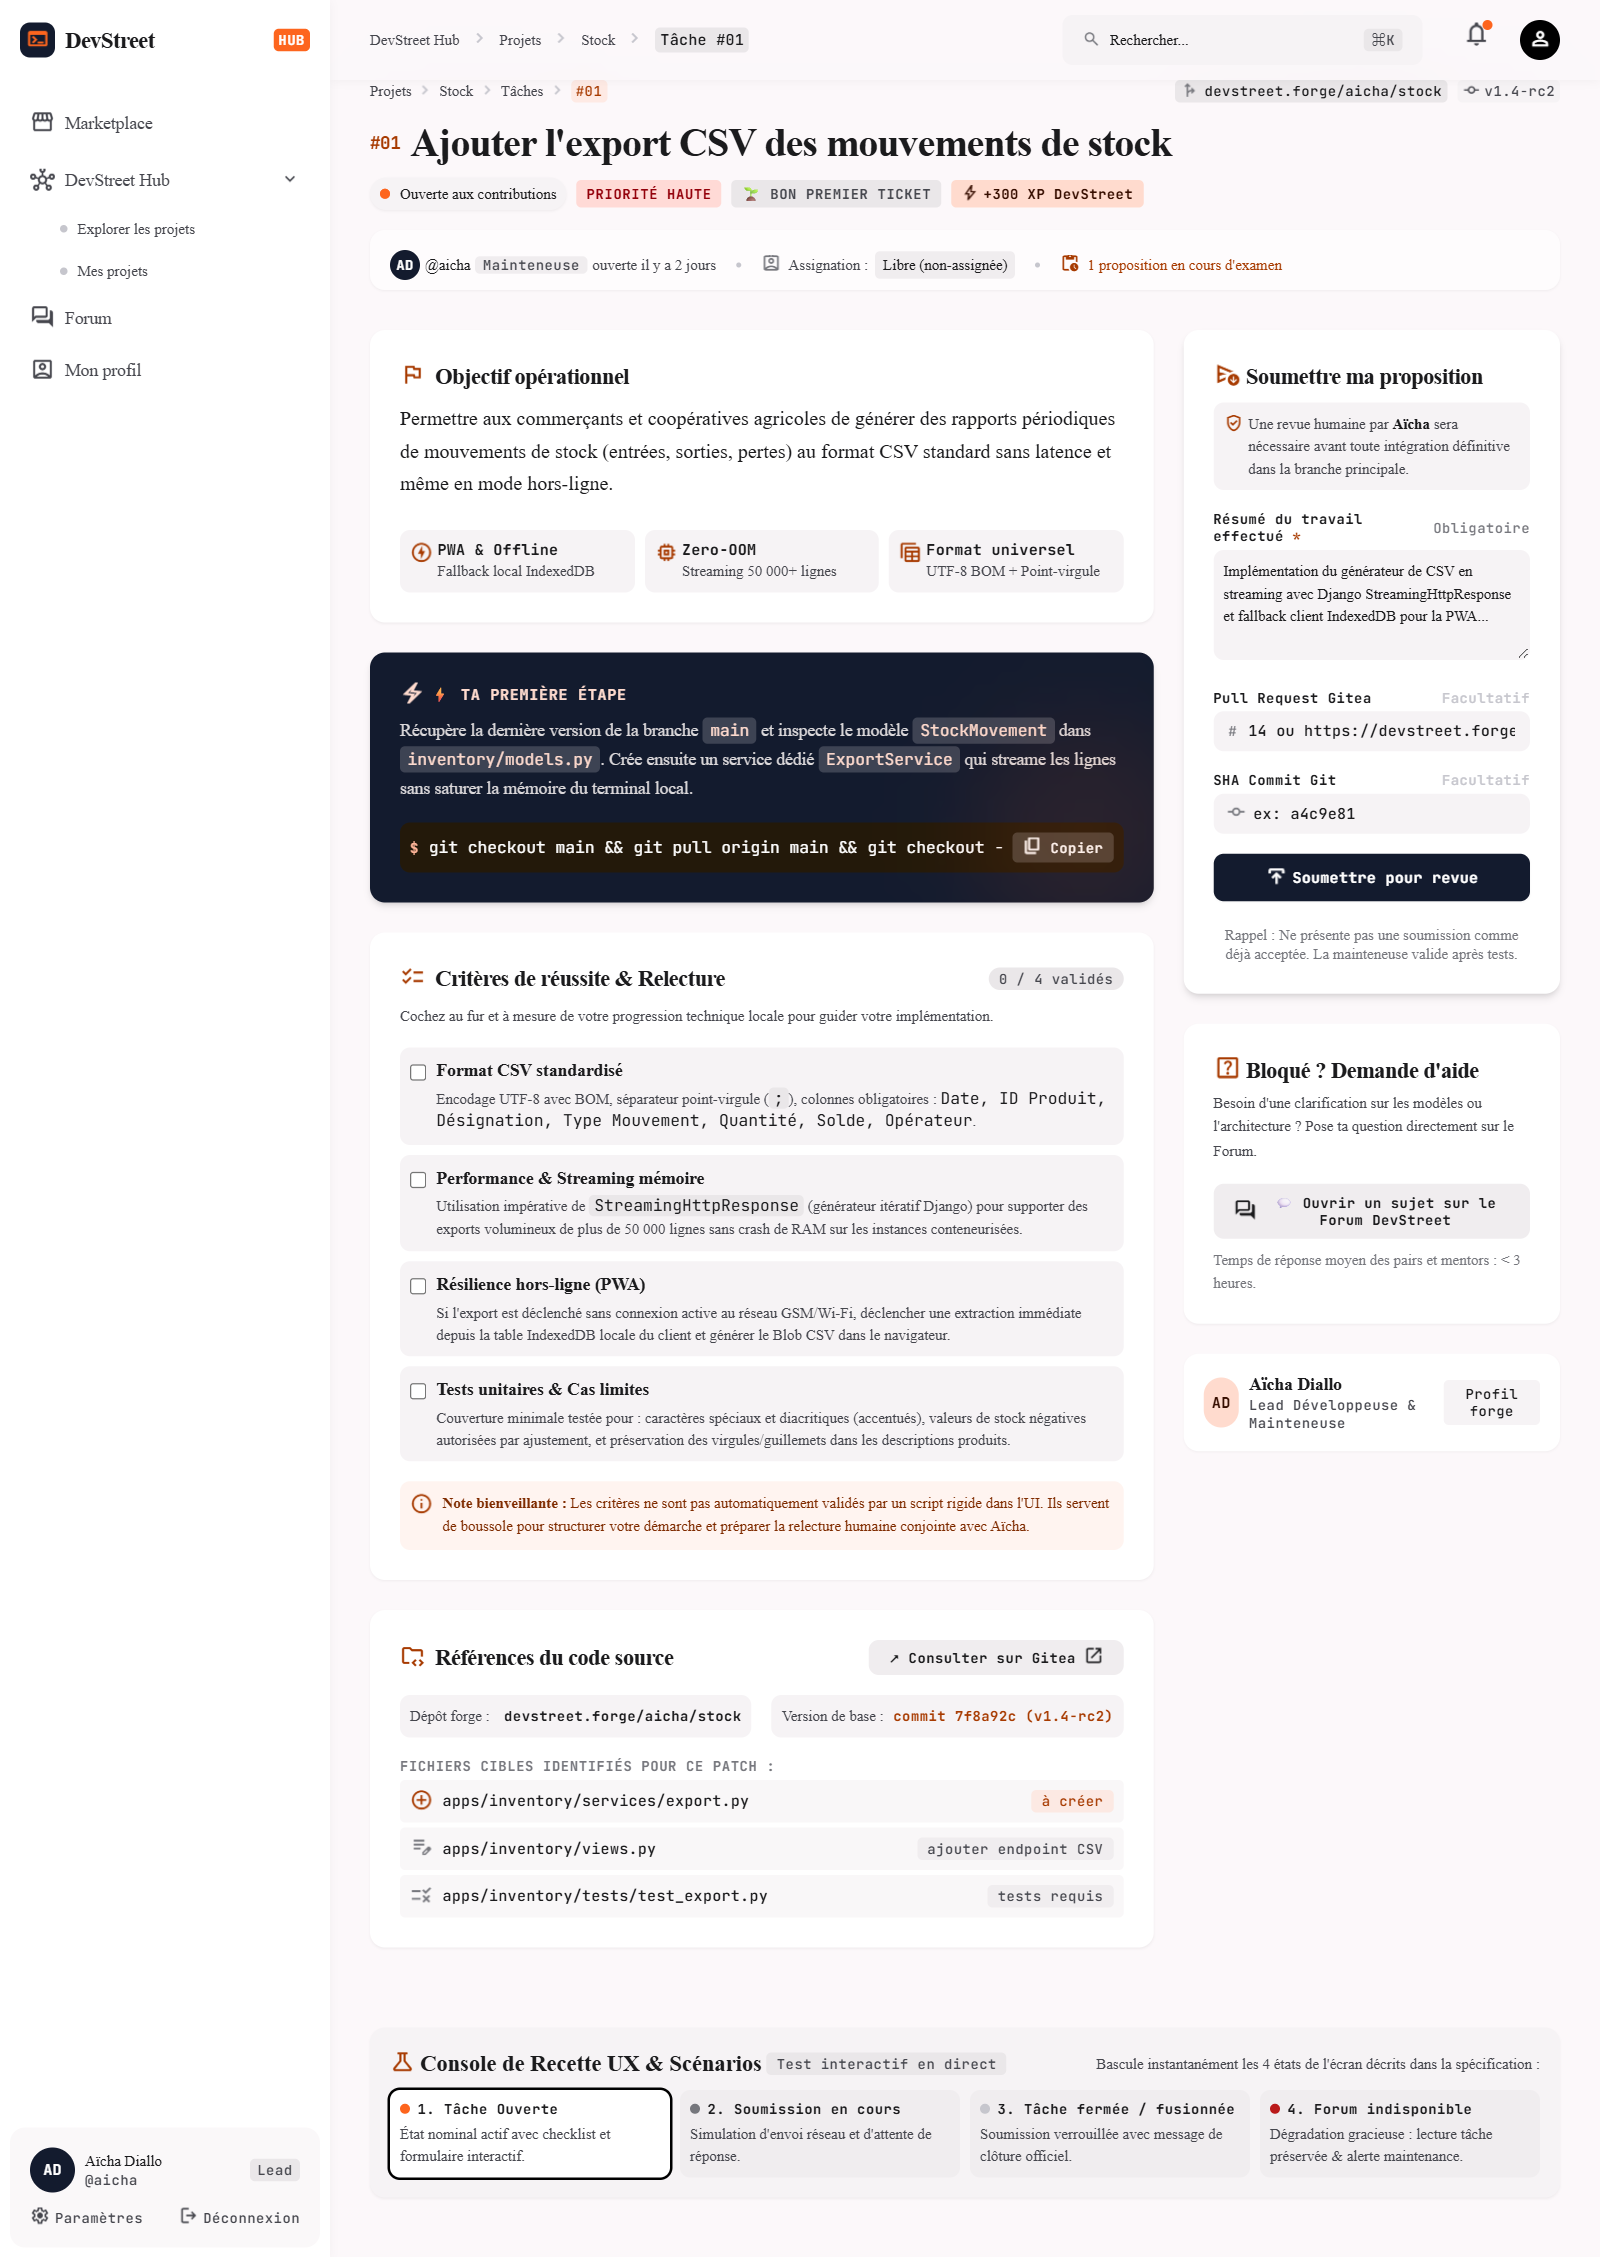 DevStreet
HUB
Marketplace
DevStreet Hub
Explorer les projets
Mes projets
Forum
Mon profil
Aïcha Diallo
@aicha
AD
Lead
Paramètres
Déconnexion
DevStreet Hub
Projets
Stock
Tâche #01
Rechercher...
⌘K
Projets
Stock
Tâches
#01
devstreet.forge/aicha/stock
v1.4-rc2
#01 Ajouter l'export CSV des mouvements de stock
Ouverte aux contributions
PRIORITÉ HAUTE
🌱 BON PREMIER TICKET
+300 XP DevStreet
AD @aicha Mainteneuse ouverte il y a 2 jours • Assignation : Libre (non-assignée) • 1 proposition en cours d'examen
Objectif opérationnel
Permettre aux commerçants et coopératives agricoles de générer des rapports périodiques
de mouvements de stock (entrées, sorties, pertes) au format CSV standard sans latence et
même en mode hors-ligne.
PWA & Offline
Fallback local IndexedDB
Zero-OOM
Streaming 50 000+ lignes
Format universel
UTF-8 BOM + Point-virgule
⚡ TA PREMIÈRE ÉTAPE
Récupère la dernière version de la branche main et inspecte le modèle StockMovement dans
inventory/models.py. Crée ensuite un service dédié ExportService qui streame les lignes
sans saturer la mémoire du terminal local.
$ git checkout main && git pull origin main && git checkout -
Copier
Critères de réussite & Relecture
0 / 4 validés
Cochez au fur et à mesure de votre progression technique locale pour guider votre implémentation.
Format CSV standardisé
Encodage UTF-8 avec BOM, séparateur point-virgule ( ; ), colonnes obligatoires : Date, ID Produit,
Désignation, Type Mouvement, Quantité, Solde, Opérateur.
Performance & Streaming mémoire
Utilisation impérative de StreamingHttpResponse (générateur itératif Django) pour supporter des
exports volumineux de plus de 50 000 lignes sans crash de RAM sur les instances conteneurisées.
Résilience hors-ligne (PWA)
Si l'export est déclenché sans connexion active au réseau GSM/Wi-Fi, déclencher une extraction immédiate
depuis la table IndexedDB locale du client et générer le Blob CSV dans le navigateur.
Tests unitaires & Cas limites
Couverture minimale testée pour : caractères spéciaux et diacritiques (accentués), valeurs de stock négatives
autorisées par ajustement, et préservation des virgules/guillemets dans les descriptions produits.
Note bienveillante : Les critères ne sont pas automatiquement validés par un script rigide dans l'UI. Ils servent
de boussole pour structurer votre démarche et préparer la relecture humaine conjointe avec Aïcha.
Références du code source
↗ Consulter sur Gitea
Dépôt forge : devstreet.forge/aicha/stock
Version de base : commit 7f8a92c (v1.4-rc2)
FICHIERS CIBLES IDENTIFIÉS POUR CE PATCH :
apps/inventory/services/export.py
à créer
apps/inventory/views.py
ajouter endpoint CSV
apps/inventory/tests/test_export.py
tests requis
Soumettre ma proposition
Une revue humaine par Aïcha sera
nécessaire avant toute intégration définitive
dans la branche principale.
Résumé du travail
effectué *
Obligatoire
Implémentation du générateur de CSV en
streaming avec Django StreamingHttpResponse
et fallback client IndexedDB pour la PWA...
Pull Request Gitea
Facultatif
# 14 ou https://devstreet.forge
SHA Commit Git
Facultatif
ex: a4c9e81
Soumettre pour revue
Rappel : Ne présente pas une soumission comme
déjà acceptée. La mainteneuse valide après tests.
Bloqué ? Demande d'aide
Besoin d'une clarification sur les modèles ou
l'architecture ? Pose ta question directement sur le
Forum.
💬 Ouvrir un sujet sur le
Forum DevStreet
Temps de réponse moyen des pairs et mentors : < 3
heures.
AD
Aïcha Diallo
Lead Développeuse &
Mainteneuse
Profil
forge
Console de Recette UX & Scénarios
Test interactif en direct
Bascule instantanément les 4 états de l'écran décrits dans la spécification :
1. Tâche Ouverte
État nominal actif avec checklist et
formulaire interactif.
2. Soumission en cours
Simulation d'envoi réseau et d'attente de
réponse.
3. Tâche fermée / fusionnée
Soumission verrouillée avec message de
clôture officiel.
4. Forum indisponible
Dégradation gracieuse : lecture tâche
préservée & alerte maintenance.